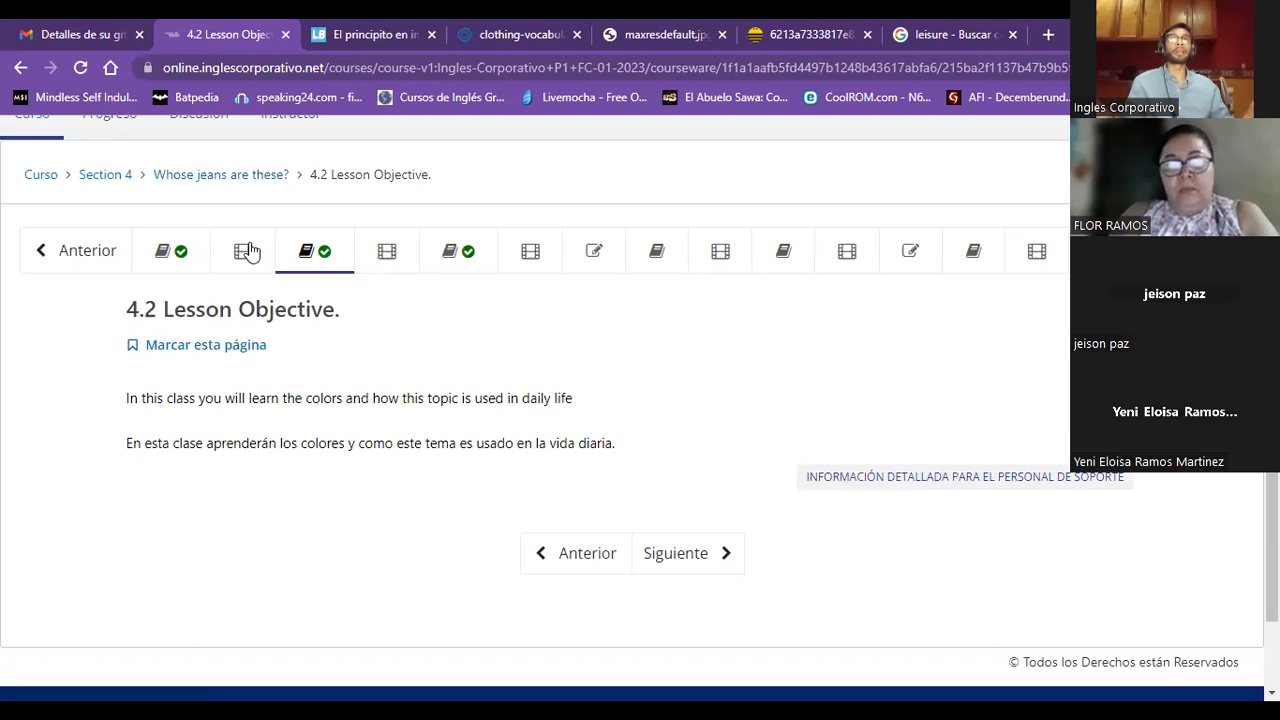 Detalles de su gr
4.2 Lesson Objec
El principito en in
clothing-vocabul
maxresdefault.jp
6213a7333817e8
leisure - Buscar c
online.inglescorporativo.net/courses/course-v1:Ingles-Corporativo+P1+FC-01-2023/courseware/1f1a1aafb5fd4497b1248b43617abfa6/215ba2f1137b47b9b5
Mindless Self Indul...
Batpedia
speaking24.com - fi...
Cursos de Inglés Gr...
Livemocha - Free O...
El Abuelo Sawa: Co...
CoolROM.com - N6...
AFI - Decemberund...
Curso
Progreso
Discusión
Instructor
Curso > Section 4 > Whose jeans are these? > 4.2 Lesson Objective.
Anterior
4.2 Lesson Objective.
Marcar esta página
In this class you will learn the colors and how this topic is used in daily life
En esta clase aprenderán los colores y como este tema es usado en la vida diaria.
INFORMACIÓN DETALLADA PARA EL PERSONAL DE SOPORTE
Anterior
Siguiente
© Todos los Derechos están Reservados
Ingles Corporativo
FLOR RAMOS
jeison paz
jeison paz
Yeni Eloisa Ramos...
Yeni Eloisa Ramos Martinez